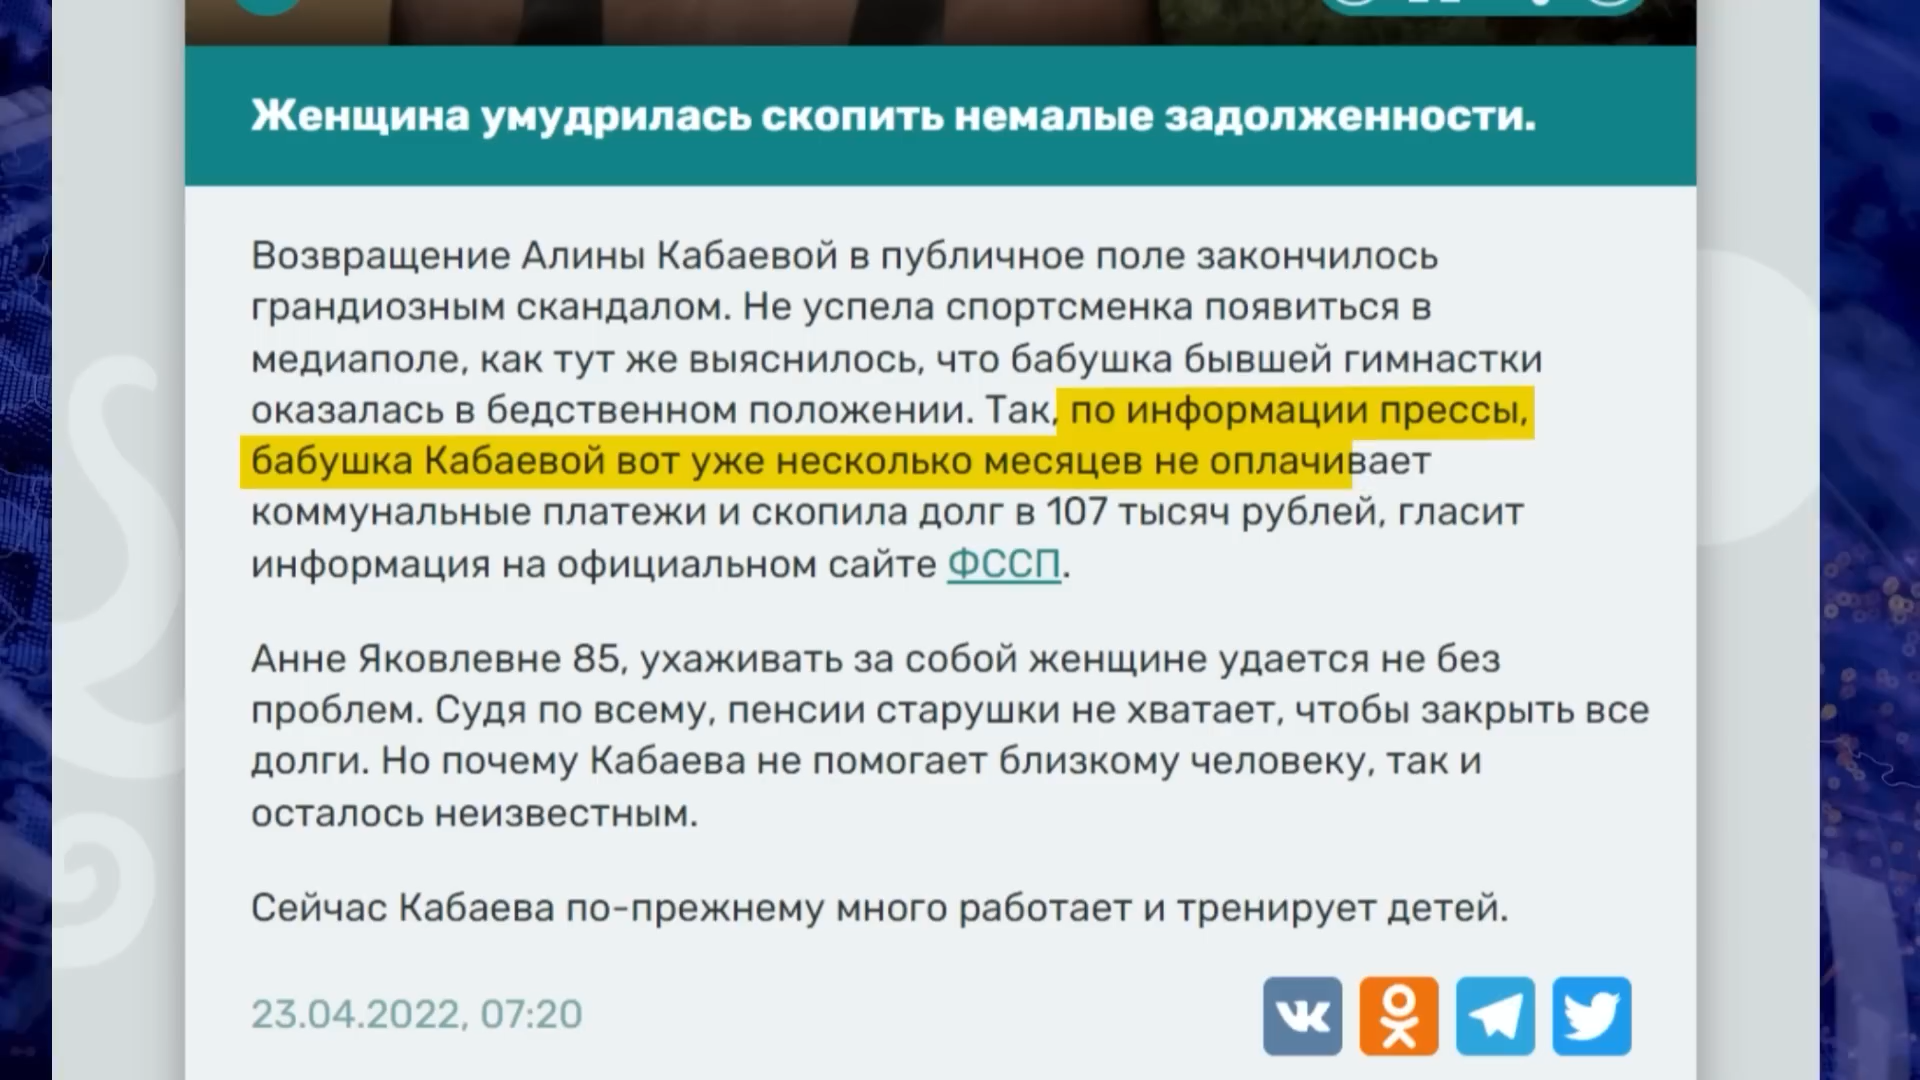 Женщина умудрилась скопить немалые задолженности.
Возвращение Алины Кабаевой в публичное поле закончилось
грандиозным скандалом. Не успела спортсменка появиться в
медиаполе, как тут же выяснилось, что бабушка бывшей гимнастки
оказалась в бедственном положении. Так, по информации прессы,
бабушка Кабаевой вот уже несколько месяцев не оплачивает
коммунальные платежи и скопила долг в 107 тысяч рублей, гласит
информация на официальном сайте ФССП.
Анне Яковлевне 85, ухаживать за собой женщине удается не без
проблем. Судя по всему, пенсии старушки не хватает, чтобы закрыть все
долги. Но почему Кабаева не помогает близкому человеку, так и
осталось неизвестным.
Сейчас Кабаева по-прежнему много работает и тренирует детей.
23.04.2022, 07:20